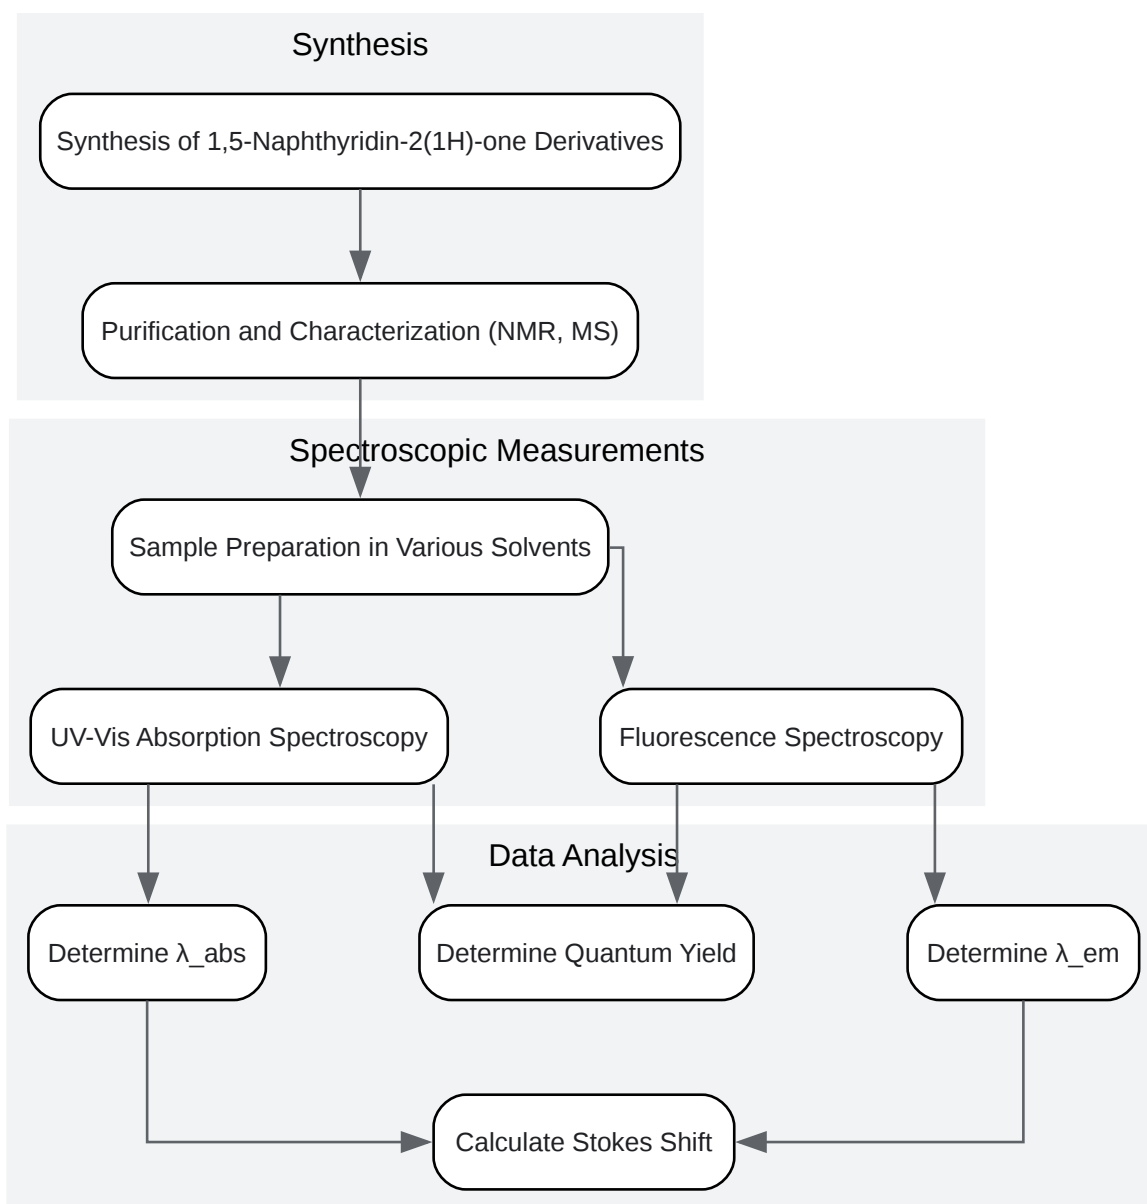 Synthesis
Synthesis of 1,5-Naphthyridin-2(1H)-one Derivatives
Purification and Characterization (NMR, MS)
Spectroscopic Measurements
Sample Preparation in Various Solvents
UV-Vis Absorption Spectroscopy
Fluorescence Spectroscopy
Data Analysis
Determine λ_abs
Determine Quantum Yield
Determine λ_em
Calculate Stokes Shift